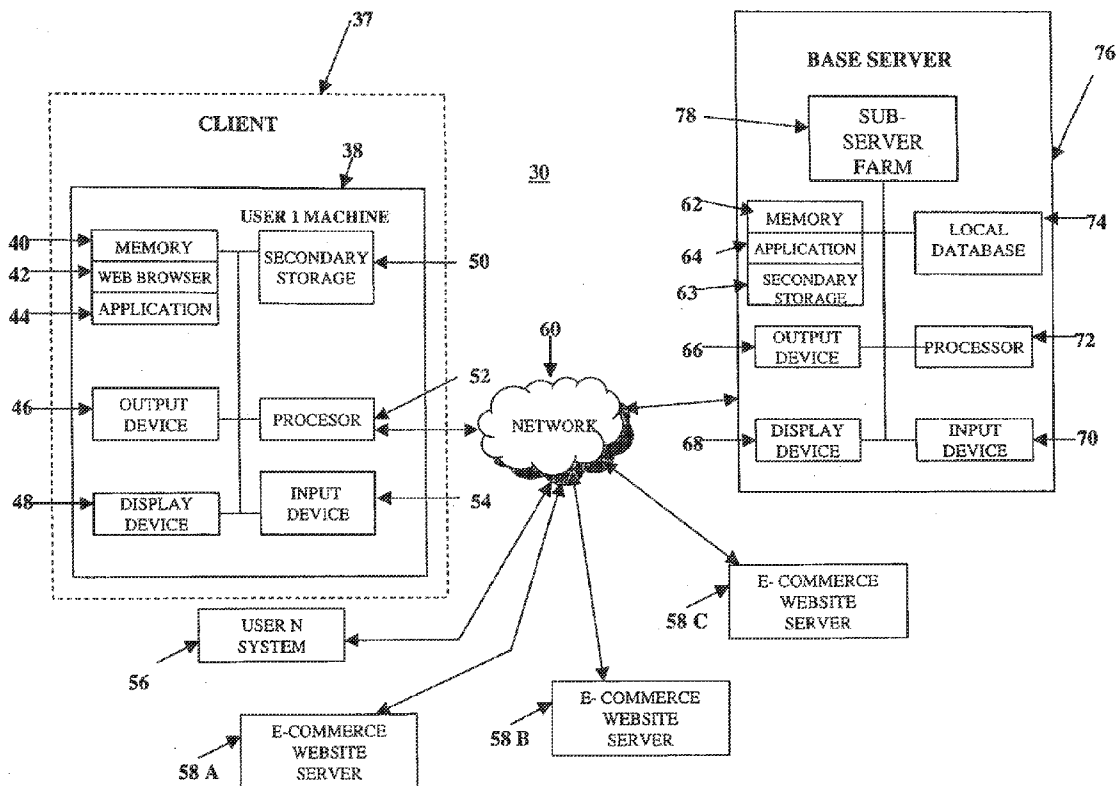 37
CLIENT
38
USER 1 MACHINE
40
MEMORY
42
WEB BROWSER
44
APPLICATION
SECONDARY
STORAGE
50
46
OUTPUT
DEVICE
52
PROCESOR
48
DISPLAY
DEVICE
INPUT
DEVICE
54
30
60
NETWORK
BASE SERVER
76
78
SUB-
SERVER
FARM
62
MEMORY
64
APPLICATION
63
SECONDARY
STORAGE
74
LOCAL
DATABASE
66
OUTPUT
DEVICE
72
PROCESSOR
68
DISPLAY
DEVICE
INPUT
DEVICE
70
USER N
SYSTEM
56
E- COMMERCE
WEBSITE
SERVER
58 C
E- COMMERCE
WEBSITE
SERVER
58 B
E-COMMERCE
WEBSITE
SERVER
58 A